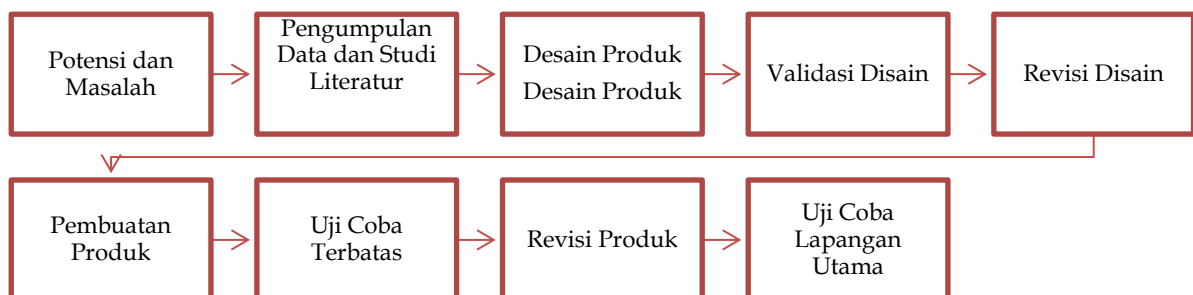 Potensi dan
Masalah
Pengumpulan
Data dan Studi
Literatur
Desain Produk
Desain Produk
Validasi Disain
Revisi Disain
Pembuatan
Produk
Uji Coba
Terbatas
Revisi Produk
Uji Coba
Lapangan
Utama